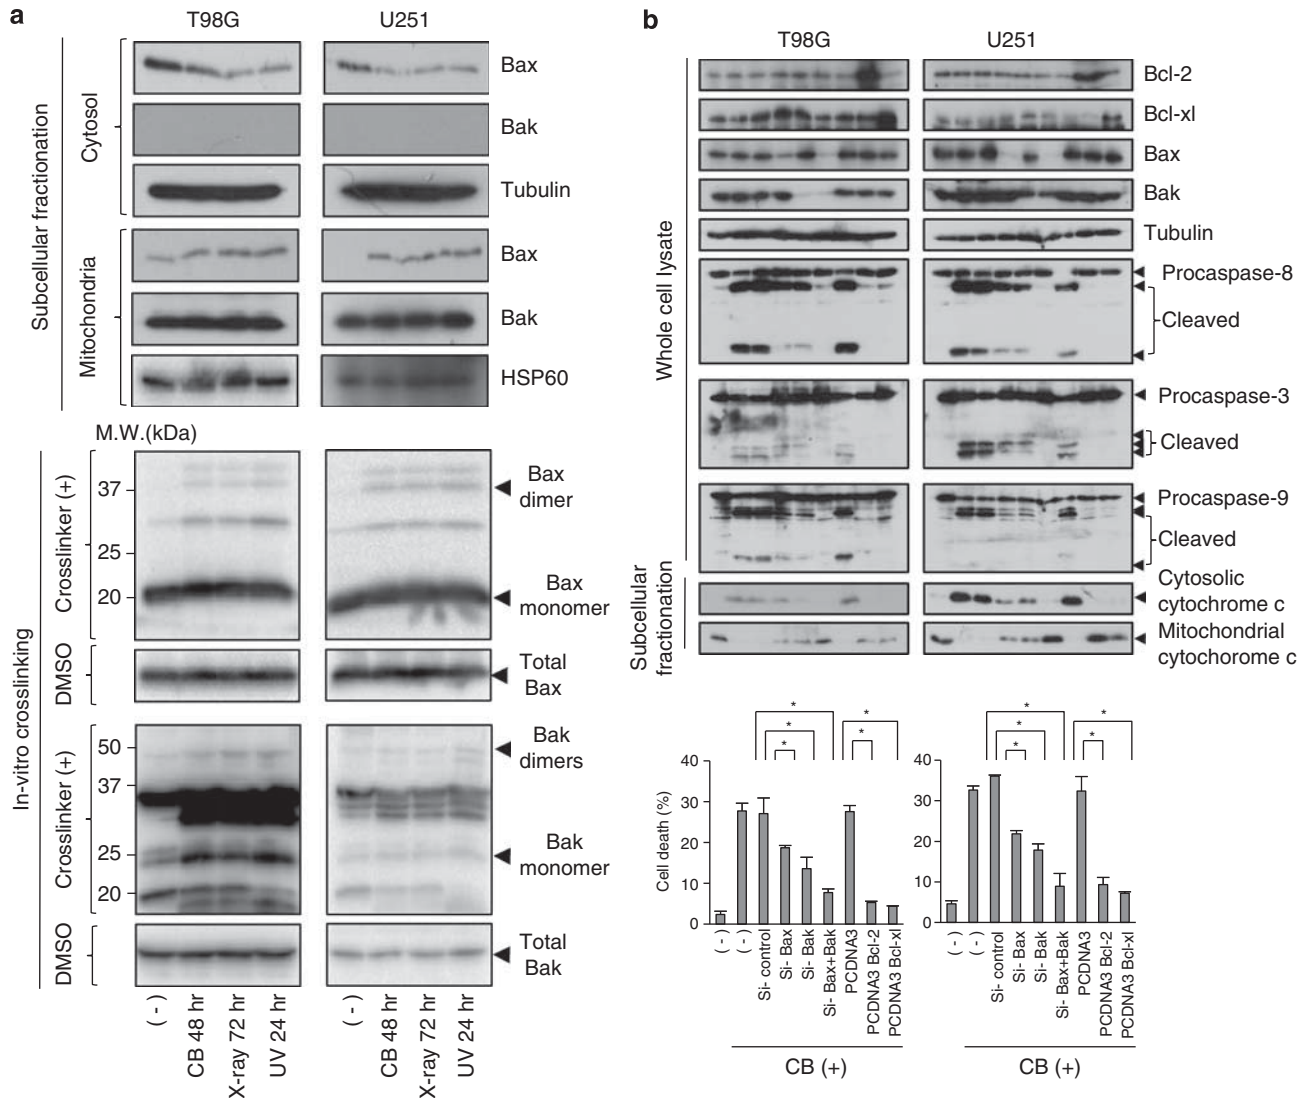 a
T98G
U251
Subcellular fractionation
Cytosol
Bax
Bak
Tubulin
Mitochondria
Bax
Bak
HSP60
M.W.(kDa)
In-vitro crosslinking
Crosslinker (+)
37
25
20
Bax
dimer
Bax
monomer
DMSO
Total
Bax
Crosslinker (+)
50
37
25
20
Bak
dimers
Bak
monomer
DMSO
Total
Bak
(-)
CB 48 hr
X-ray 72 hr
UV 24 hr
(-)
CB 48 hr
X-ray 72 hr
UV 24 hr
b
T98G
U251
Whole cell lysate
Bcl-2
Bcl-xl
Bax
Bak
Tubulin
Procaspase-8
Cleaved
Procaspase-3
Cleaved
Procaspase-9
Cleaved
Subcellular
fractionation
Cytosolic
cytochrome c
Mitochondrial
cytochorome c
Cell death (%)
40
30
20
10
0
*
*
*
*
*
(-)
(-)
Si- control
Si- Bax
Si- Bak
Si- Bax+Bak
PCDNA3
PCDNA3 Bcl-2
PCDNA3 Bcl-xl
CB (+)
40
30
20
10
0
*
*
*
*
*
(-)
(-)
Si- control
Si- Bax
Si- Bak
Si- Bax+Bak
PCDNA3
PCDNA3 Bcl-2
PCDNA3 Bcl-xl
CB (+)